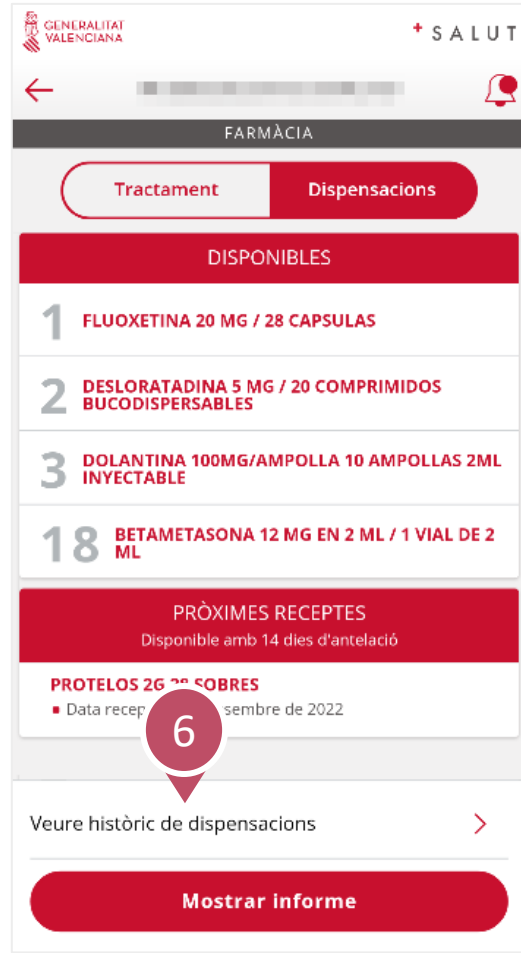 GENERALITAT
VALENCIANA
+SALUT
FARMÀCIA
Tractament
Dispensacions
DISPONIBLES
1 FLUOXETINA 20 MG / 28 CAPSULAS
2 DESLORATADINA 5 MG / 20 COMPRIMIDOS
BUCODISPERSABLES
3 DOLANTINA 100MG/AMPOLLA 10 AMPOLLAS 2ML
INYECTABLE
18 BETAMETASONA 12 MG EN 2 ML / 1 VIAL DE 2
ML
PRÒXIMES RECEPTES
Disponible amb 14 dies d'antelació
PROTELOS 2G 28 SOBRES
Data de 2022
6
Veure històric de dispensacions
Mostrar informe